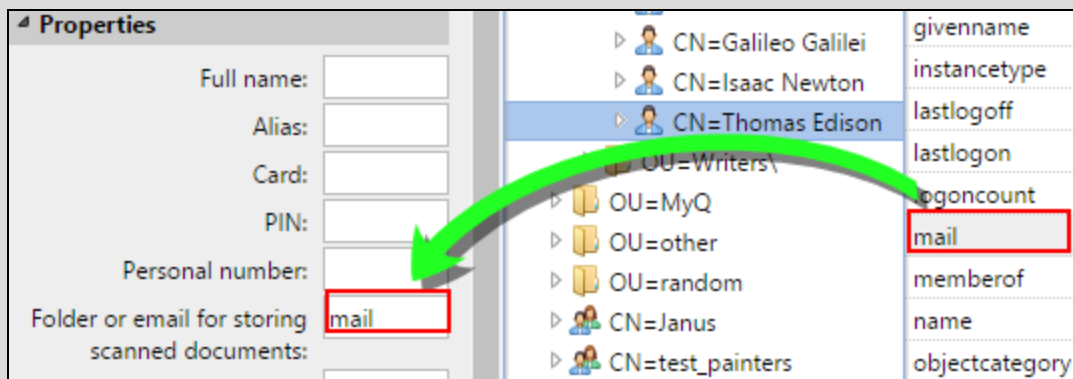 Properties
Full name:
Alias:
Card:
PIN:
Personal number:
Folder or email for storing
scanned documents:
mail
CN=Galileo Galilei
CN=Isaac Newton
CN=Thomas Edison
OU=Writers\
OU=MyQ
OU=other
OU=random
CN=Janus
CN=test_painters
givenname
instancetype
lastlogoff
lastlogon
logoncount
mail
memberof
name
objectcategory